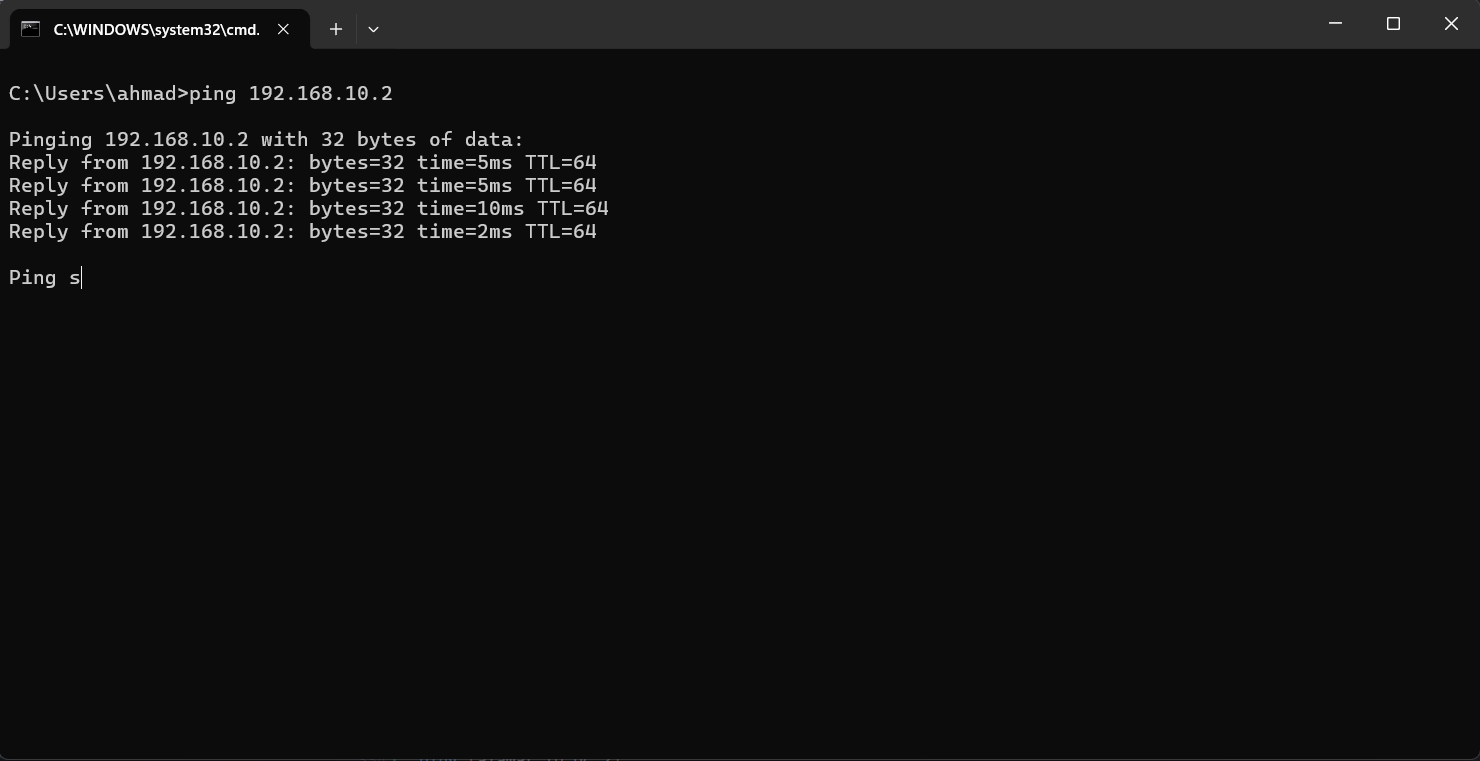 C:\WINDOWS\system32\cmd.
C:\Users\ahmad>ping 192.168.10.2
Pinging 192.168.10.2 with 32 bytes of data:
Reply from 192.168.10.2: bytes=32 time=5ms TTL=64
Reply from 192.168.10.2: bytes=32 time=5ms TTL=64
Reply from 192.168.10.2: bytes=32 time=10ms TTL=64
Reply from 192.168.10.2: bytes=32 time=2ms TTL=64
Ping s